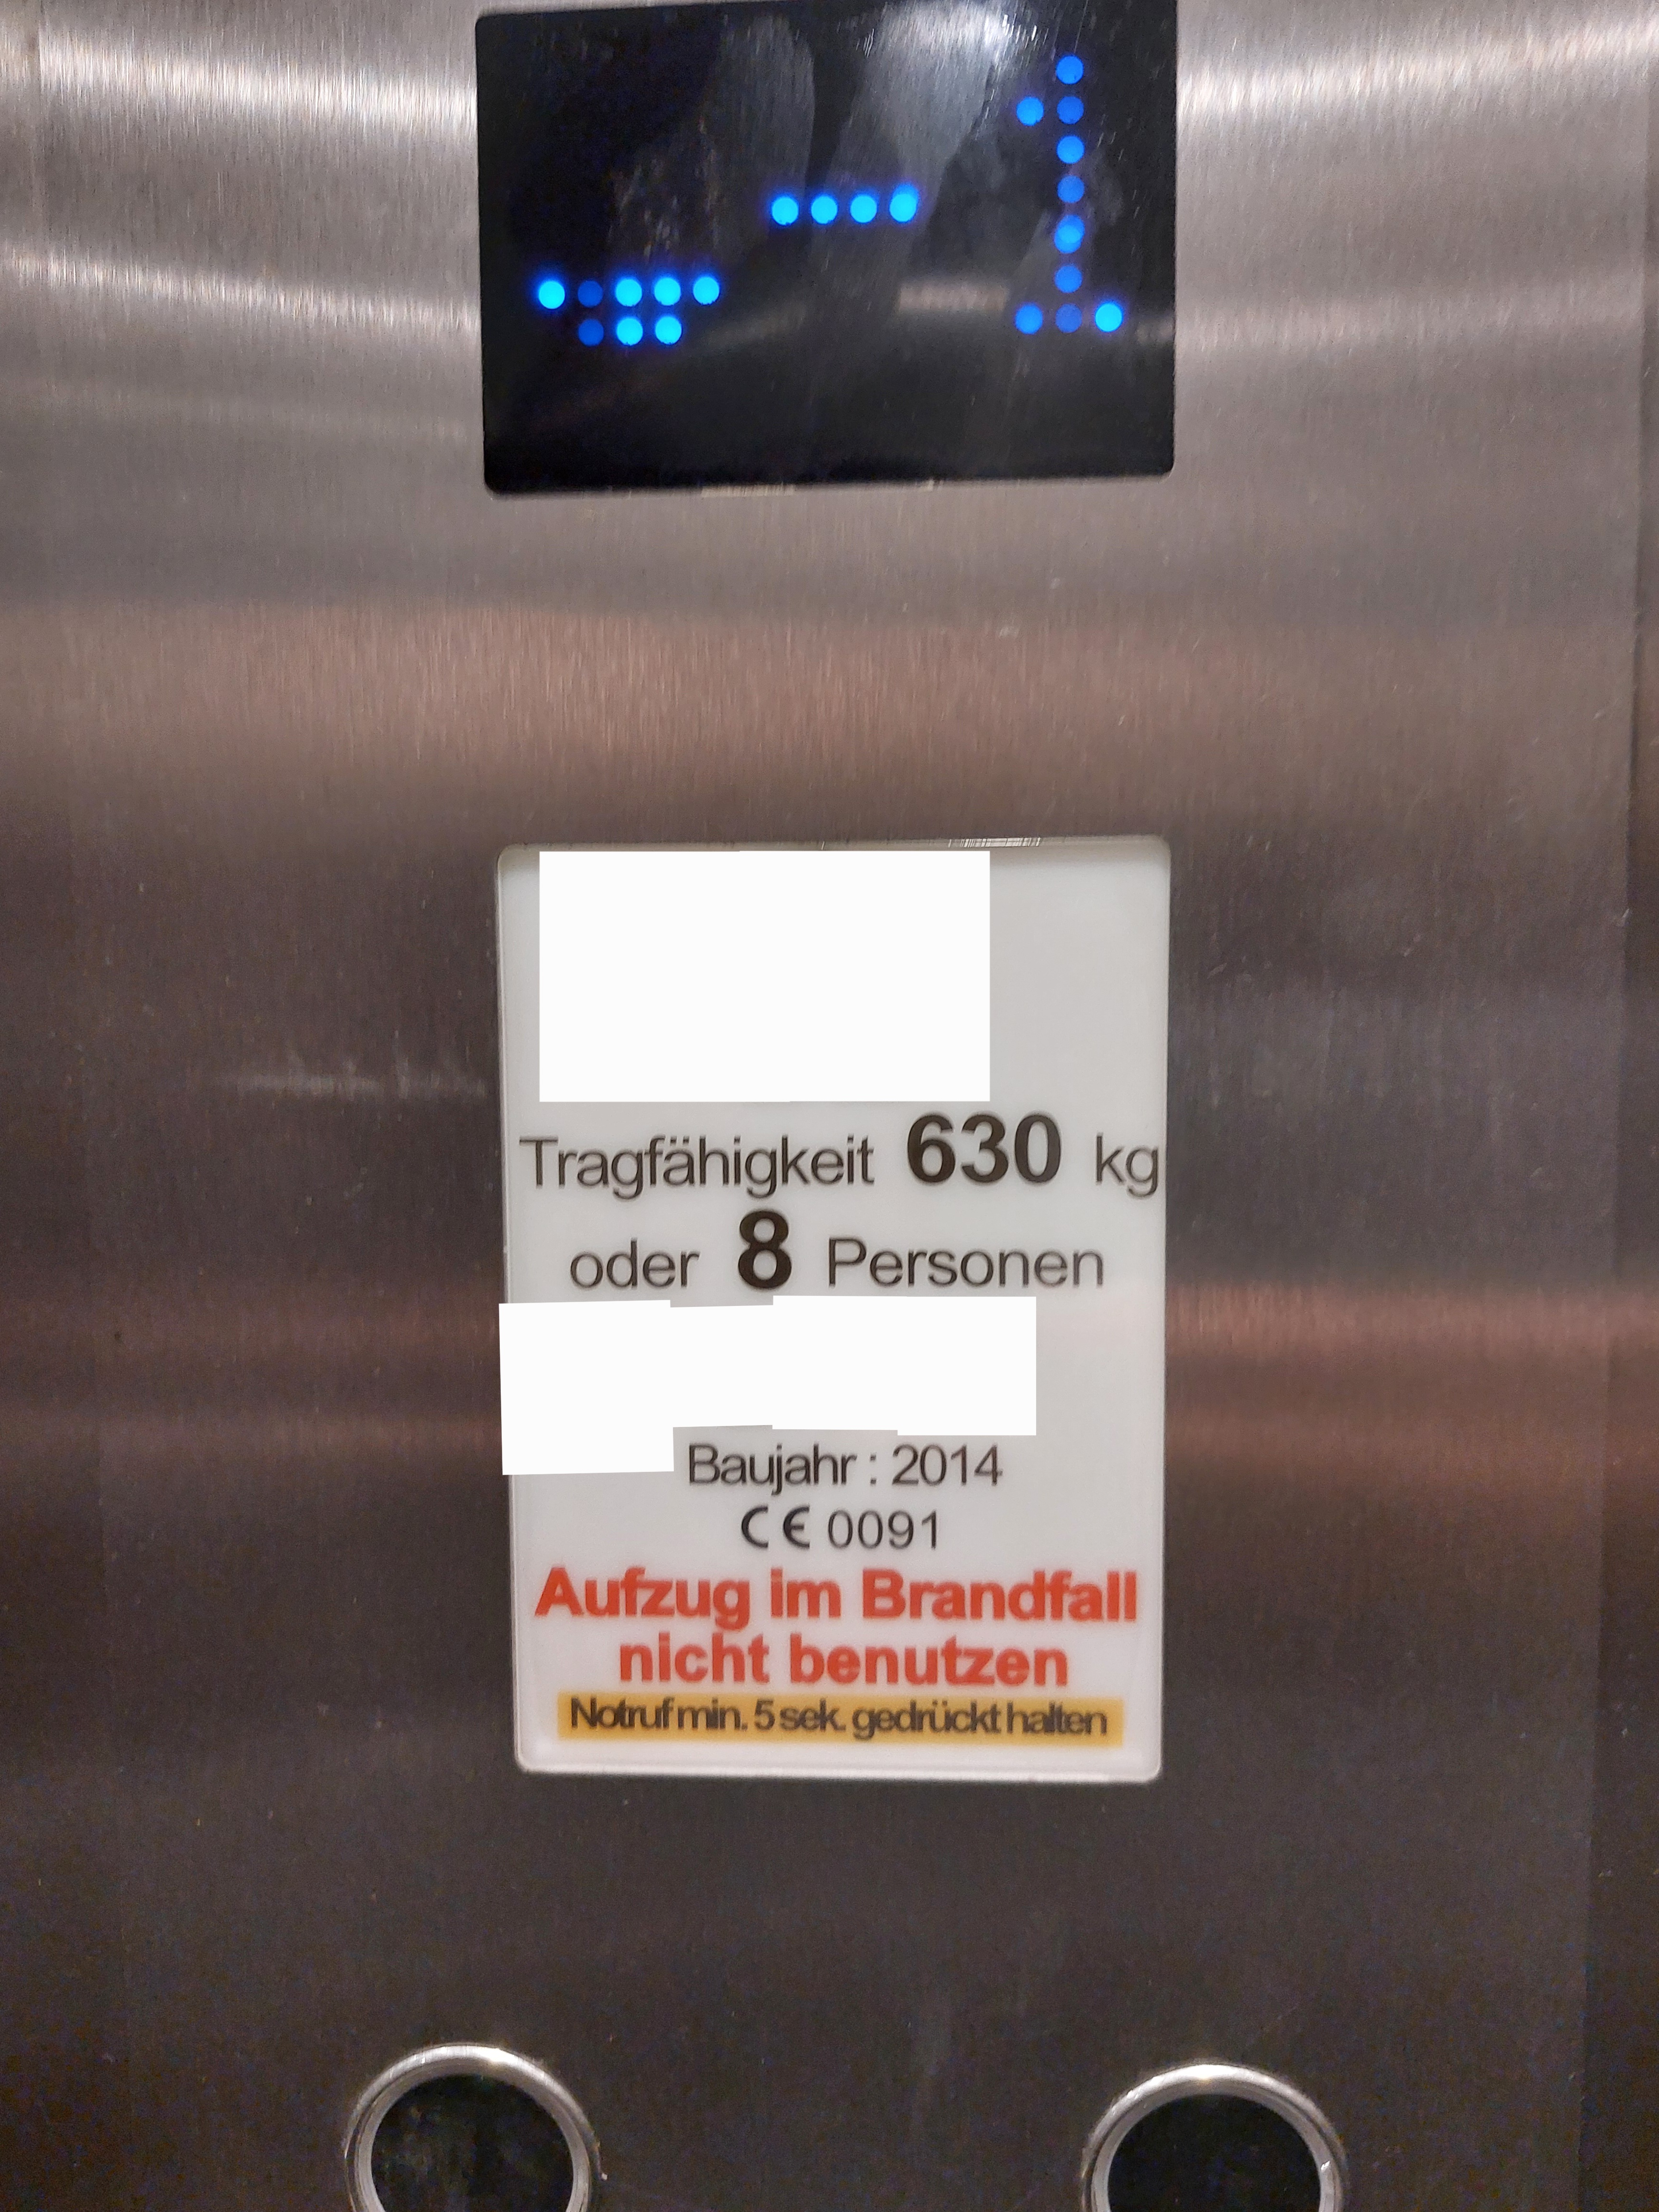 -1
Tragfähigkeit 630 kg
oder 8 Personen
Baujahr : 2014
CE 0091
Aufzug im Brandfall
nicht benutzen
Notruf min. 5 sek. gedrückt halten